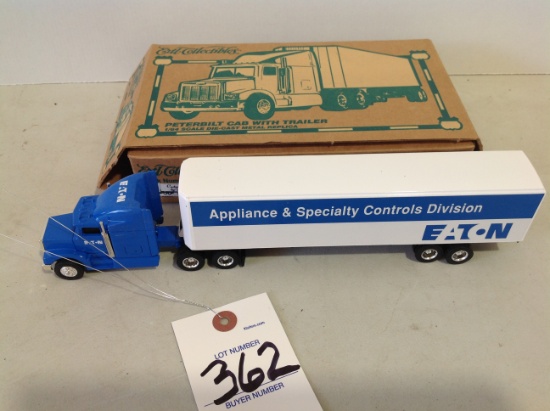 Ertl Collectibles
PETERBILT CAB WITH TRAILER
1/64 SCALE DIE-CAST METAL REPLICA
EATON
EATON
Appliance & Specialty Controls Division
EATON
LOT NUMBER
362
BUYER NUMBER